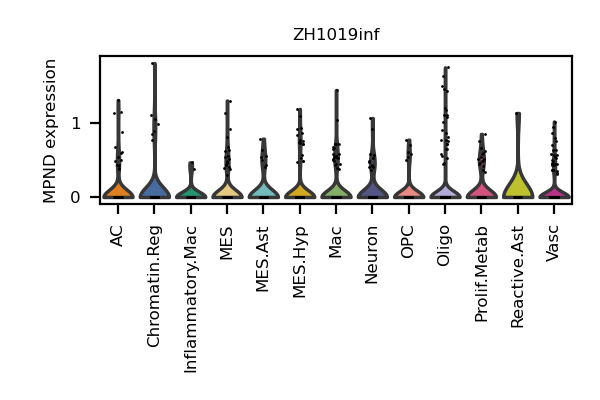 ZH1019inf
MPND expression
1
0
AC
Chromatin.Reg
Inflammatory.Mac
MES
MES.Ast
MES.Hyp
Mac
Neuron
OPC
Oligo
Prolif.Metab
Reactive.Ast
Vasc